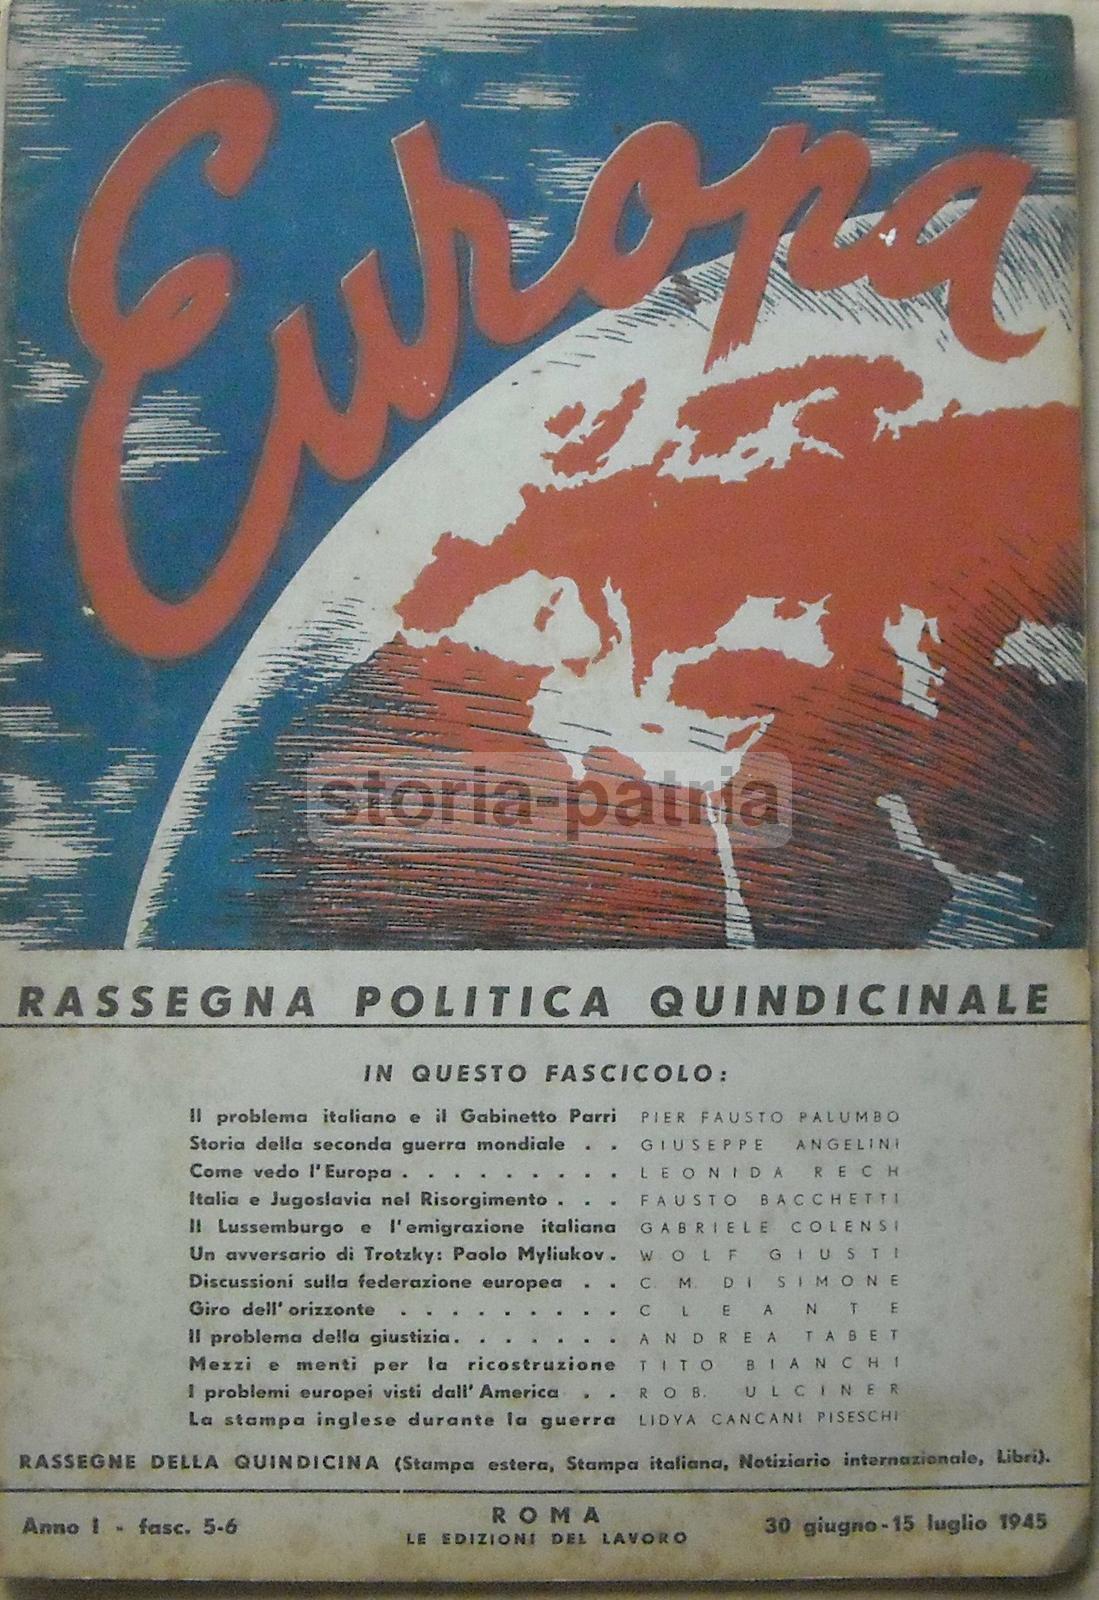 Europa
storia-patria
RASSEGNA POLITICA QUINDICINALE
IN QUESTO FASCICOLO:
Il problema italiano e il Gabinetto Parri PIER FAUSTO PALUMBO
Storia della seconda guerra mondiale . . GIUSEPPE ANGELINI
Come vedo l'Europa . . . . . . . . . LEONIDA RECH
Italia e Jugoslavia nel Risorgimento . . . FAUSTO BACCHETTI
Il Lussemburgo e l'emigrazione italiana GABRIELE COLENSI
Un avversario di Trotzky: Paolo Myliukov . WOLF GIUSTI
Discussioni sulla federazione europea . . C. M. DI SIMONE
Giro dell'orizzonte . . . . . . . . . CLEANTE
Il problema della giustizia . . . . . . . ANDREA TABET
Mezzi e menti per la ricostruzione TITO BIANCHI
I problemi europei visti dall'America . . ROB. ULCINER
La stampa inglese durante la guerra LIDYA CANCANI PISESCHI
RASSEGNE DELLA QUINDICINA (Stampa estera, Stampa italiana, Notiziario internazionale, Libri).
Anno I - fasc. 5-6
ROMA
LE EDIZIONI DEL LAVORO
30 giugno-15 luglio 1945